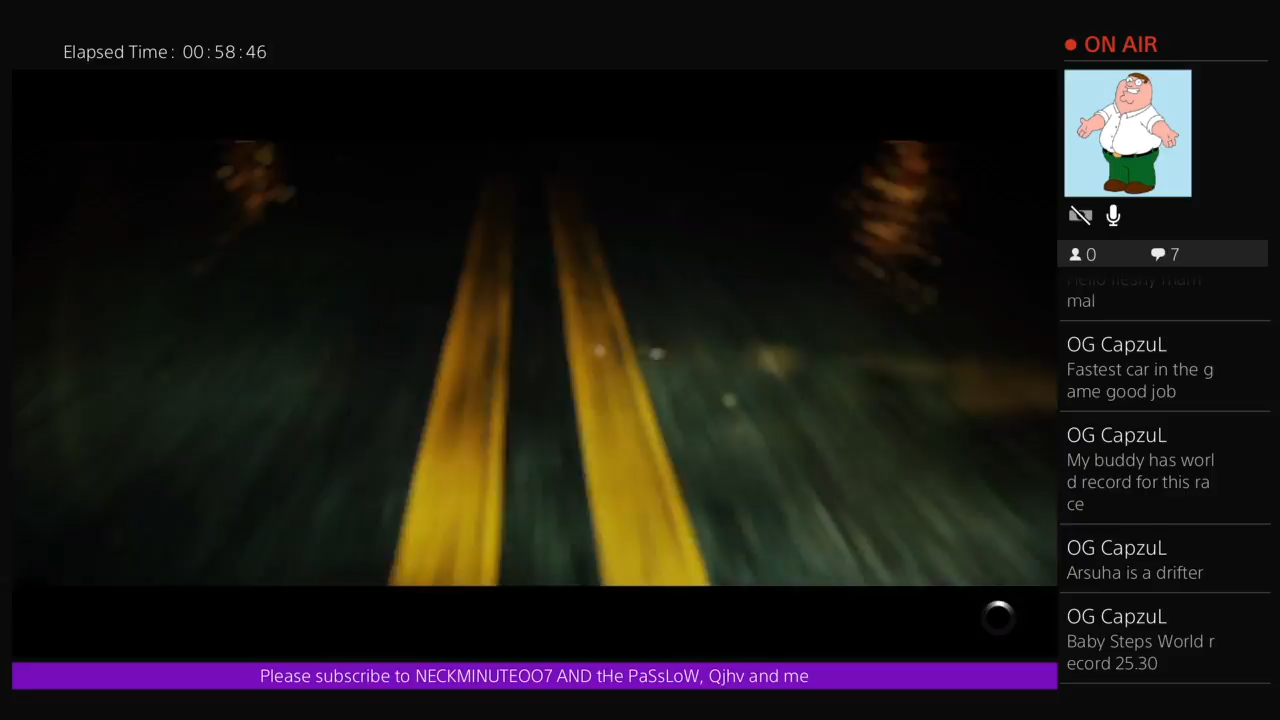 Elapsed Time: 00:58:46
ON AIR
0
7
mal
OG CapzuL
Fastest car in the g
ame good job
OG CapzuL
My buddy has worl
d record for this ra
ce
OG CapzuL
Arsuha is a drifter
OG CapzuL
Baby Steps World r
ecord 25.30
Please subscribe to NECKMINUTEOO7 AND tHe PaSsLoW, Qjhv and me